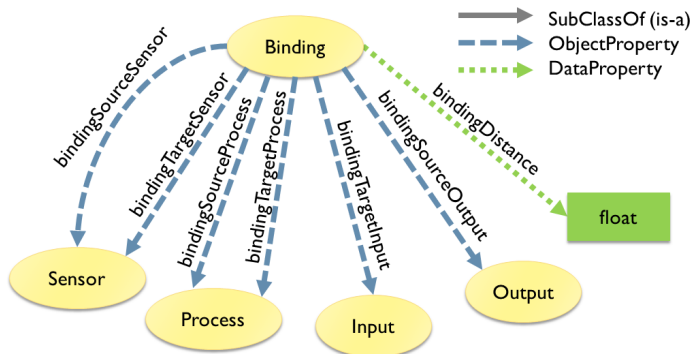 SubClassOf (is-a)
ObjectProperty
DataProperty
Binding
bindingSourceSensor
bindingTargetSensor
bindingSourceProcess
bindingTargetProcess
bindingTargetInput
bindingSourceOutput
bindingDistance
float
Sensor
Process
Input
Output